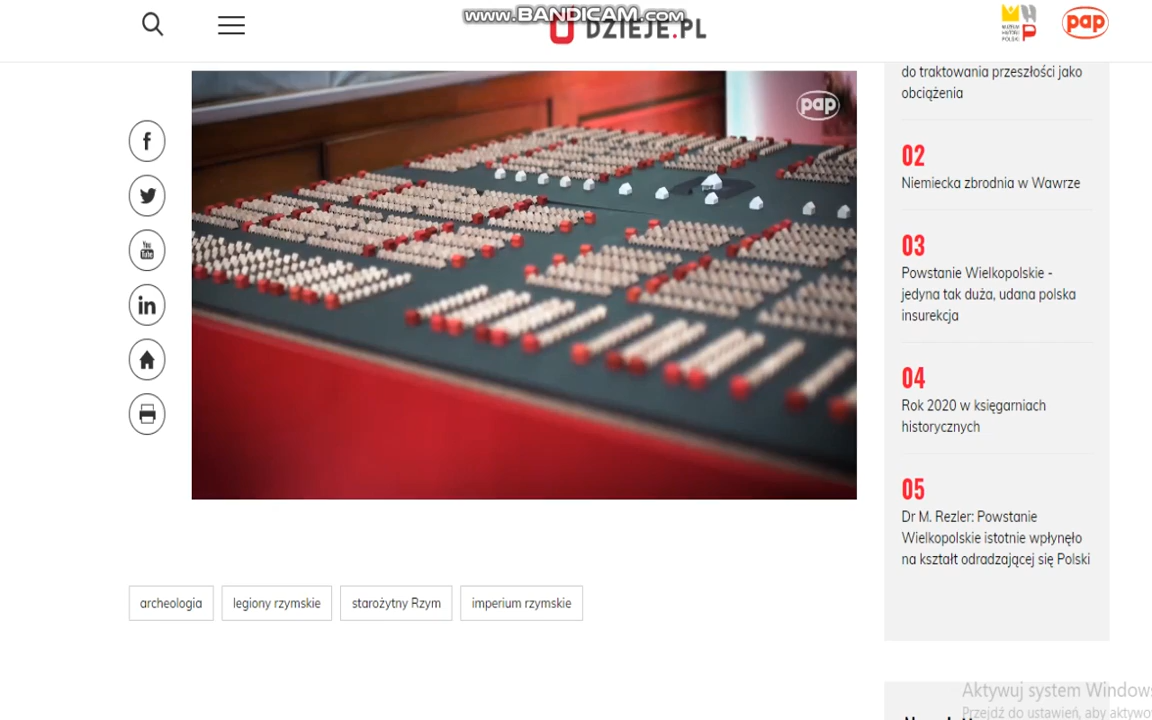 www.BANDICAM.com
DZIEJE.PL
pap
pap
do traktowania przeszłości jako
obciążenia
02
Niemiecka zbrodnia w Wawrze
03
Powstanie Wielkopolskie -
jedyna tak duża, udana polska
insurekcja
04
Rok 2020 w księgarniach
historycznych
05
Dr M. Rezler: Powstanie
Wielkopolskie istotnie wpłynęło
na kształt odradzającej się Polski
archeologia
legiony rzymskie
starożytny Rzym
imperium rzymskie
Aktywuj system Windows
Przejdź do ustawień, aby